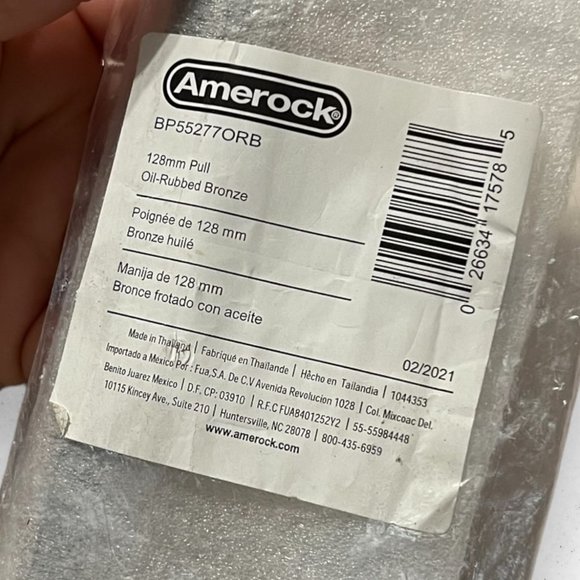 Amerock®
BP55277ORB
128mm Pull
Oil-Rubbed Bronze
Poignée de 128 mm
Bronze huilé
Manija de 128 mm
Bronce frotado con aceite
0 26634 17578 5
02/2021
Made in Thailand | Fabriqué en Thaïlande | Hêcho en Tailandia | 1044353
Importado a México Por: Fua,S.A. De C.V Avenida Revolucion 1028 | Col. Mixcoac Del.
Benito Juarez Mexico | D.F. CP: 03910 | R.F.C FUA8401252Y2 | 55-55984448
10115 Kincey Ave., Suite 210 | Huntersville, NC 28078 | 800-435-6959
www.amerock.com